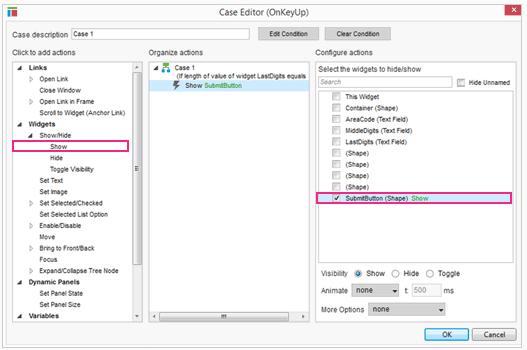 Case Editor (OnKeyUp)
Case description Case 1 Edit Condition Clear Condition
Click to add actions
Links
Open Link
Close Window
Open Link in Frame
Scroll to Widget (Anchor Link)
Widgets
Show/Hide
Show
Hide
Toggle Visibility
Set Text
Set Image
Set Selected/Checked
Set Selected List Option
Enable/Disable
Move
Bring to Front/Back
Focus
Expand/Collapse Tree Node
Dynamic Panels
Set Panel State
Set Panel Size
Variables
Organize actions
Case 1
(If length of value of widget LastDigits equals
Show SubmitButton
Configure actions
Select the widgets to hide/show
Search Hide Unnamed
This Widget
Container (Shape)
AreaCode (Text Field)
MiddleDigits (Text Field)
LastDigits (Text Field)
(Shape)
(Shape)
(Shape)
(Shape)
SubmitButton (Shape) Show
Visibility Show Hide Toggle
Animate none t: 500 ms
More Options none
OK Cancel